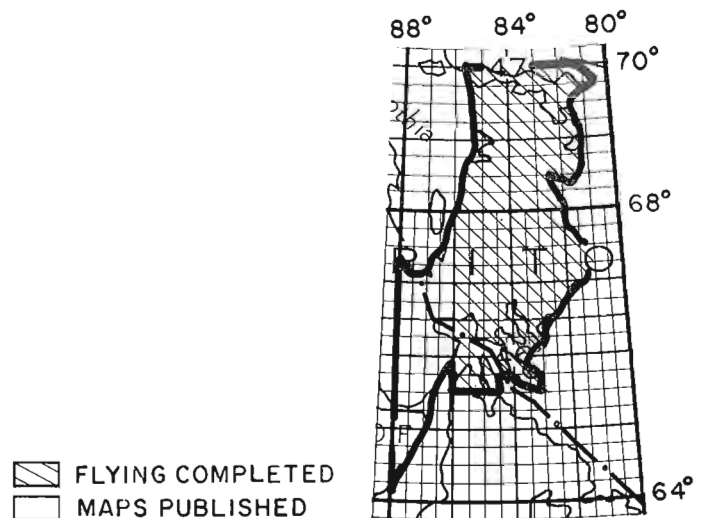 88° 84° 80°
47 70°
68°
I T
FLYING COMPLETED
MAPS PUBLISHED
64°